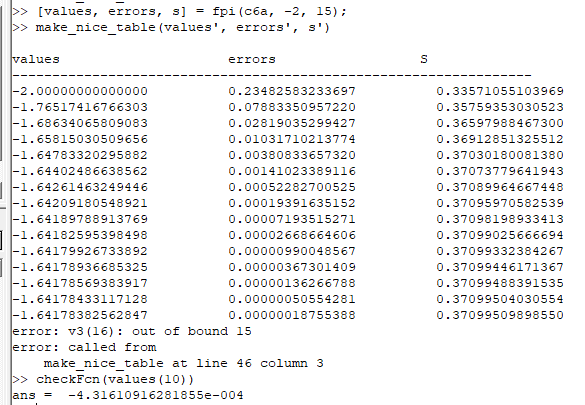 >> [values, errors, s] = fpi(c6a, -2, 15);
>> make_nice_table(values', errors', s')
values errors S
--------------------------------------------------------------
-2.00000000000000 0.23482583233697 0.33571055103969
-1.76517416766303 0.07883350957220 0.35759353030523
-1.68634065809083 0.02819035299427 0.36597988467300
-1.65815030509656 0.01031710213774 0.36912851325512
-1.64783320295882 0.00380833657320 0.37030180081380
-1.64402486638562 0.00141023389116 0.37073779641943
-1.64261463249446 0.00052282700525 0.37089964667448
-1.64209180548921 0.00019391635152 0.37095970582539
-1.64189788913769 0.00007193515271 0.37098198933413
-1.64182595398498 0.00002668664606 0.37099025666694
-1.64179926733892 0.00000990048567 0.37099332384267
-1.64178936685325 0.00000367301409 0.37099446171367
-1.64178569383917 0.00000136266788 0.37099488391535
-1.64178433117128 0.00000050554281 0.37099504030554
-1.64178382562847 0.00000018755388 0.37099509898550
error: v3(16): out of bound 15
error: called from
make_nice_table at line 46 column 3
>> checkFcn(values(10))
ans = -4.31610916281855e-004